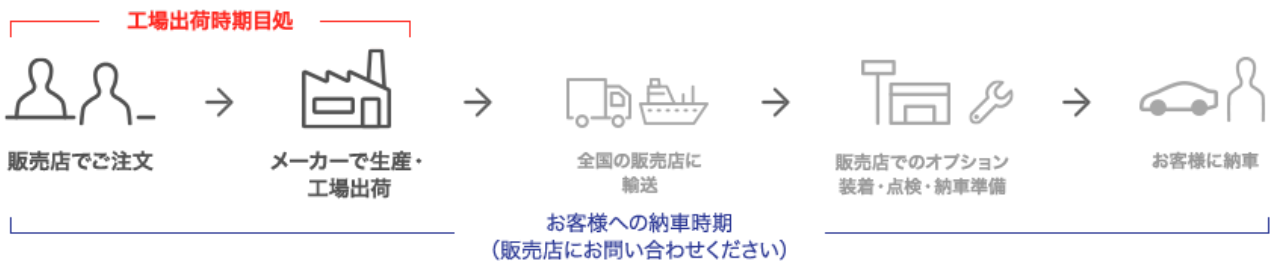 工場出荷時期目処
販売店でご注文
メーカーで生産・
工場出荷
全国の販売店に
輸送
販売店でのオプション
装着・点検・納車準備
お客様に納車
お客様への納車時期
（販売店にお問い合わせください）